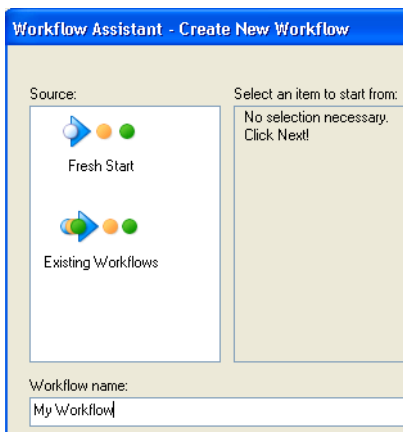 Workflow Assistant - Create New Workflow
Source:
Select an item to start from:
Fresh Start
Existing Workflows
No selection necessary.
Click Next!
Workflow name:
My Workflow